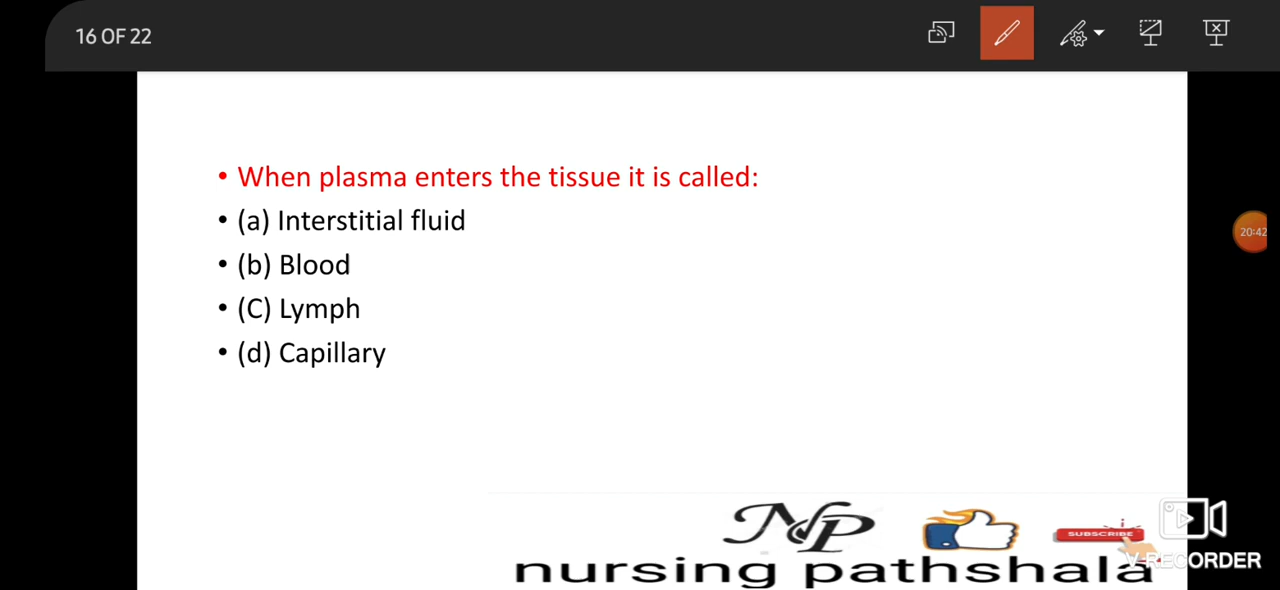 16 OF 22
• When plasma enters the tissue it is called:
• (a) Interstitial fluid
• (b) Blood
• (C) Lymph
• (d) Capillary
20:42
NP
SUBSCRIBE
nursing pathshala
V RECORDER